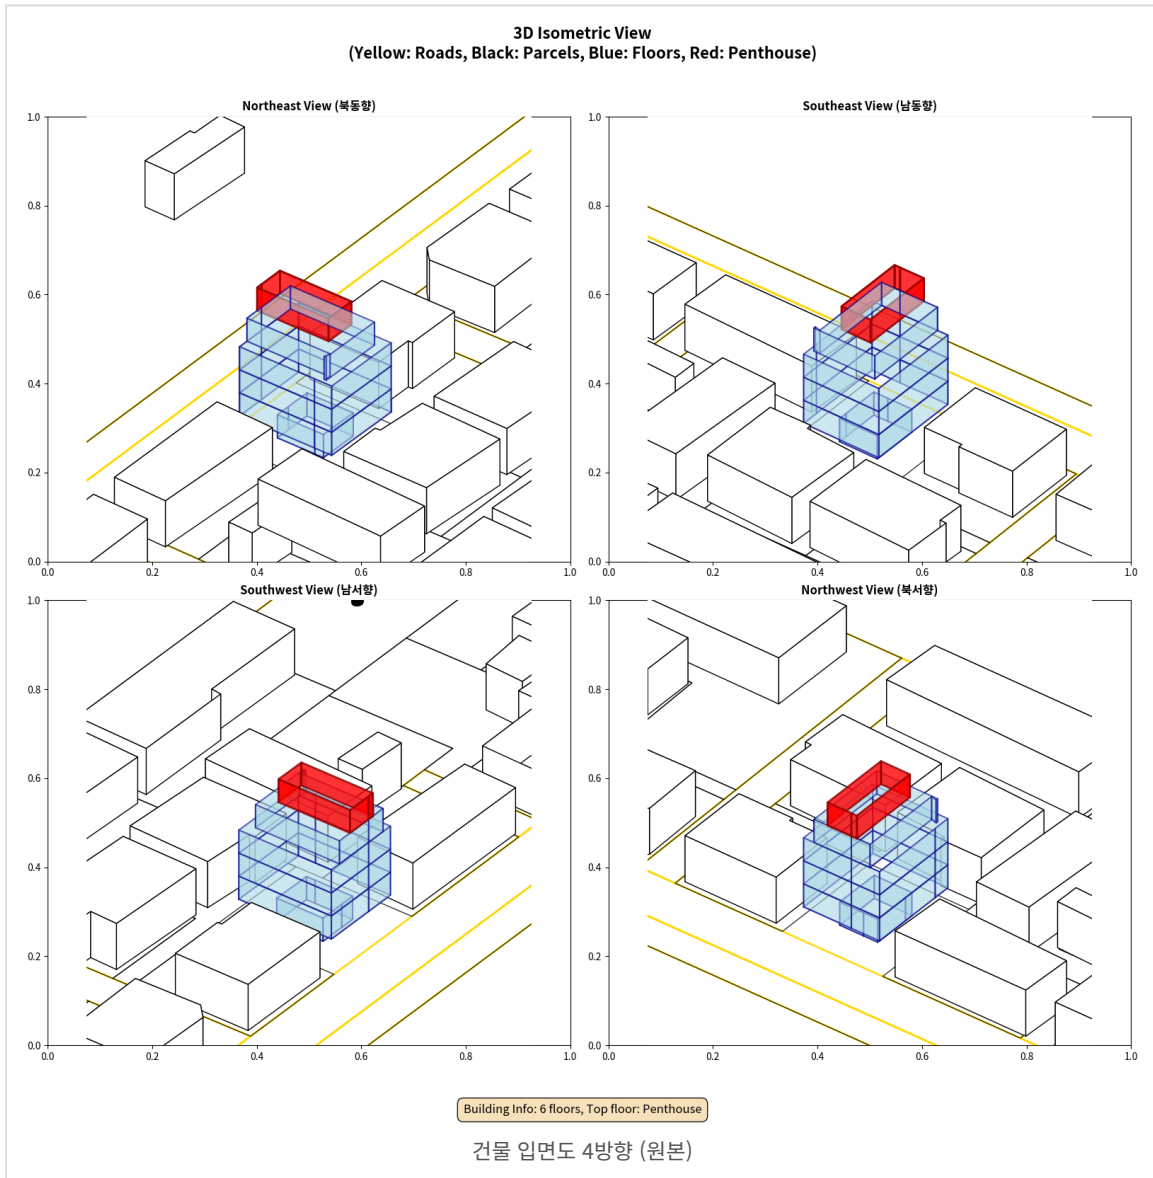 3D Isometric View
(Yellow: Roads, Black: Parcels, Blue: Floors, Red: Penthouse)
Northeast View (북동향)
1.0
0.8
0.6
0.4
0.2
0.0
0.0 0.2 0.4 0.6 0.8 1.0
Southeast View (남동향)
1.0
0.8
0.6
0.4
0.2
0.0
0.0 0.2 0.4 0.6 0.8 1.0
Southwest View (남서향)
1.0
0.8
0.6
0.4
0.2
0.0
0.0 0.2 0.4 0.6 0.8 1.0
Northwest View (북서향)
1.0
0.8
0.6
0.4
0.2
0.0
0.0 0.2 0.4 0.6 0.8 1.0
Building Info: 6 floors, Top floor: Penthouse
건물 입면도 4방향 (원본)